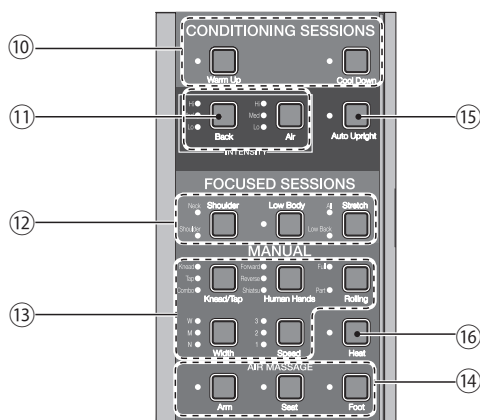 CONDITIONING SESSIONS
10
Warm Up
Cool Down
11
Hi
Lo
Back
Hi
Med
Lo
Air
Auto Upright
15
INTENSITY
FOCUSED SESSIONS
12
Neck
Shoulder
Shoulder
Low Body
All
Low Back
Stretch
MANUAL
13
Knead
Tap
Combo
Knead/Tap
Forward
Reverse
Shiatsu
Human Hands
Full
Part
Rolling
W
M
N
Width
3
2
1
Speed
Heat
16
AIR MASSAGE
14
Arm
Seat
Foot